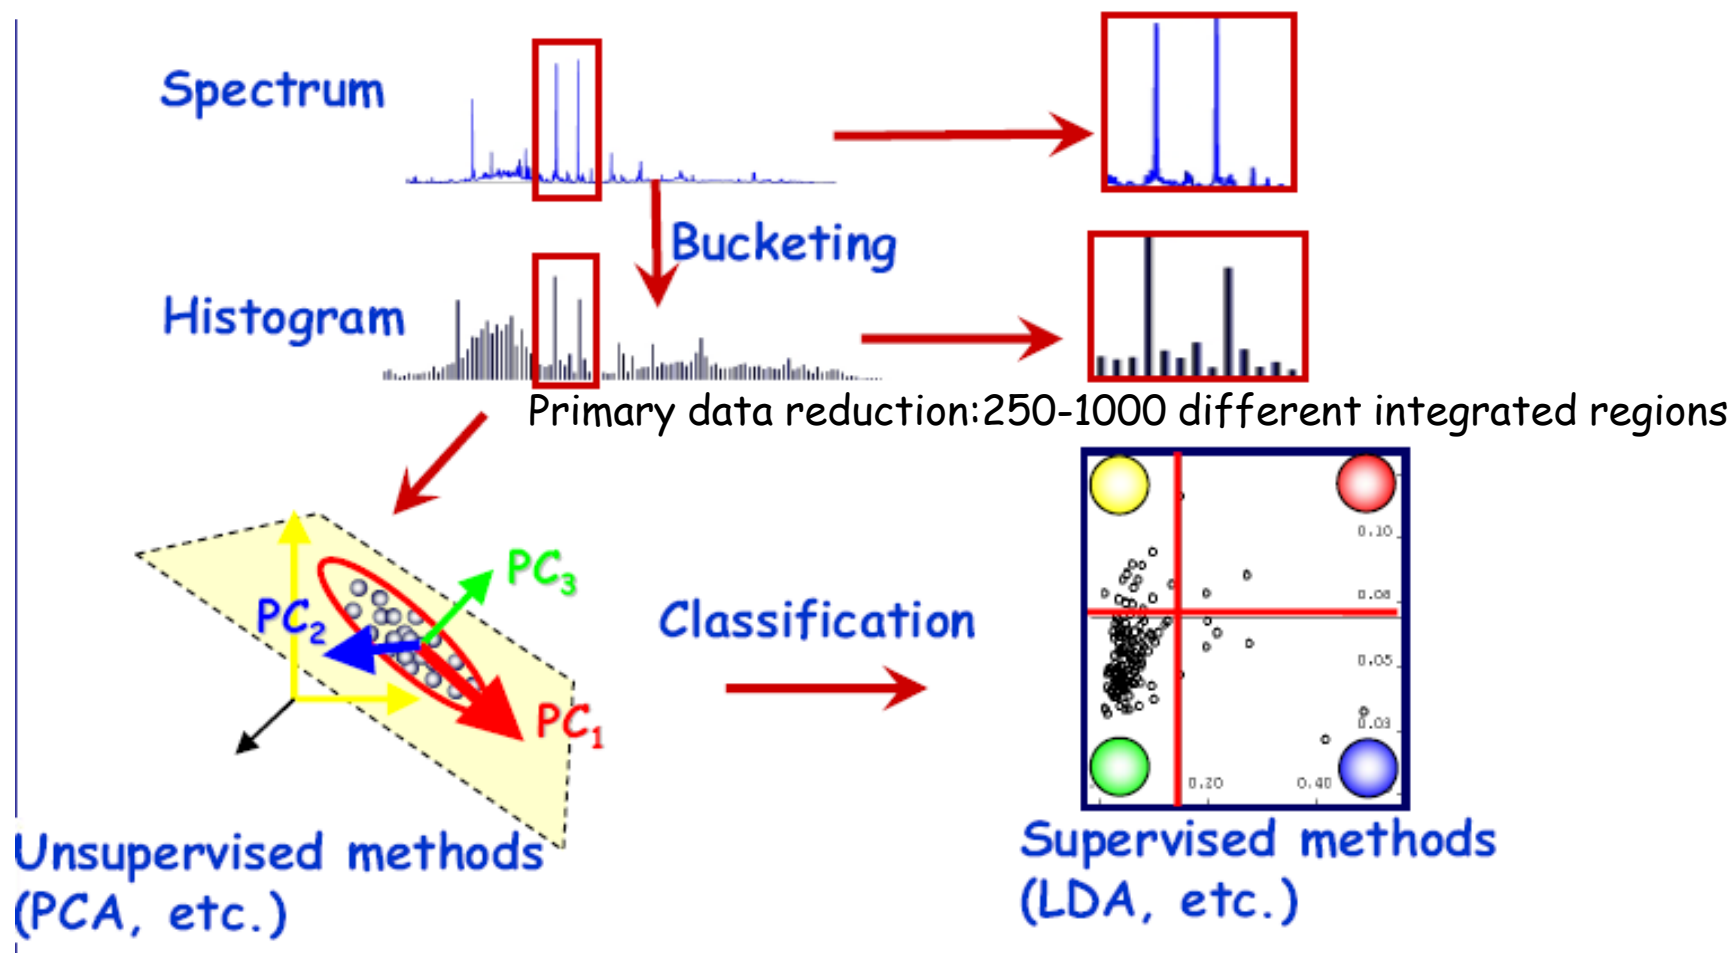 Spectrum
Bucketing
Histogram
Primary data reduction:250-1000 different integrated regions
PC3
PC2
PC1
Classification
0.10
0.08
0.05
0.03
0.20
0.40
Unsupervised methods
(PCA, etc.)
Supervised methods
(LDA, etc.)